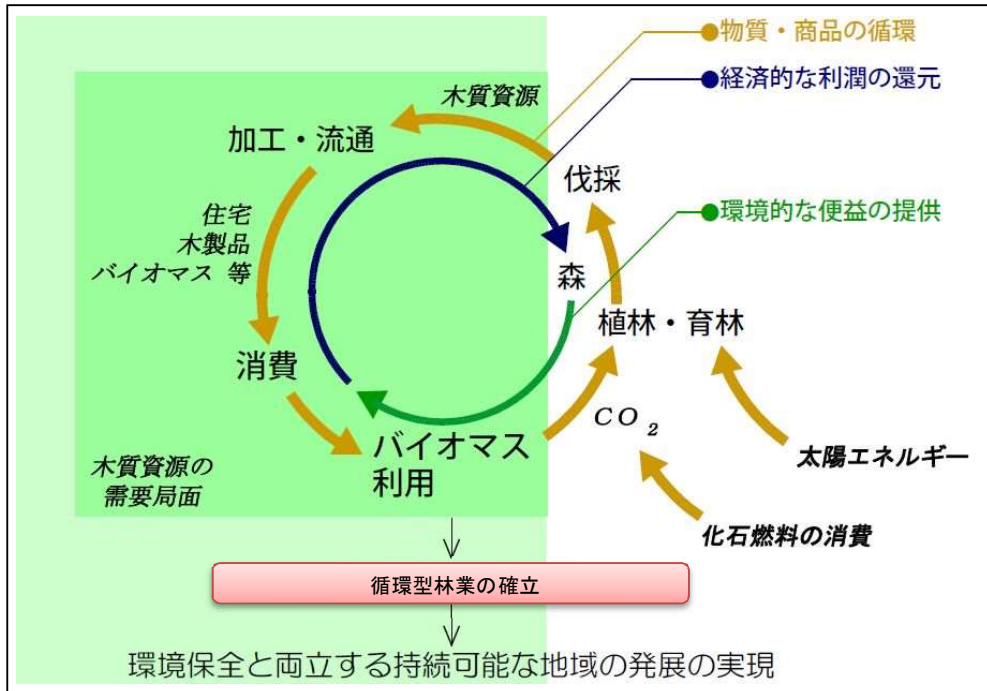 ●物質・商品の循環
●経済的な利潤の還元
木質資源
加工・流通
伐採
●環境的な便益の提供
住宅
木製品
バイオマス 等
森
植林・育林
消費
CO₂
バイオマス
利用
太陽エネルギー
木質資源の
需要局面
化石燃料の消費
循環型林業の確立
環境保全と両立する持続可能な地域の発展の実現